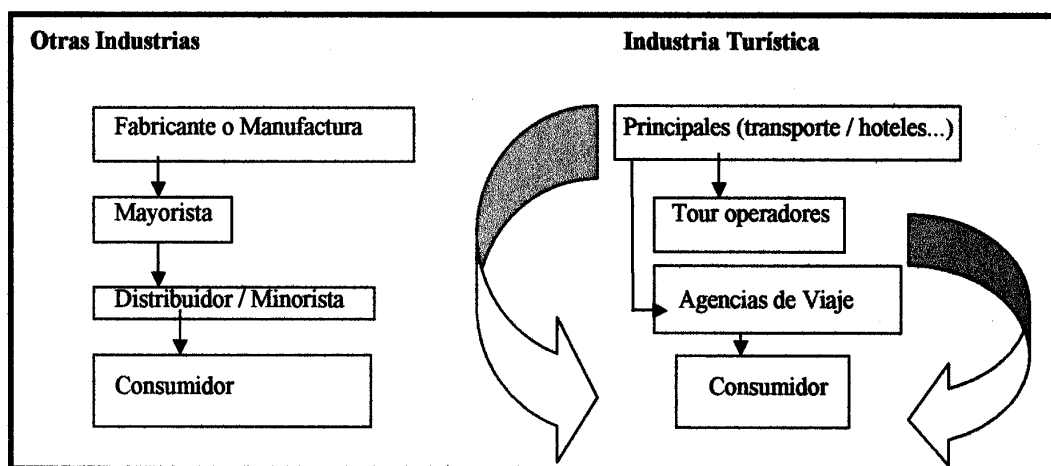 Otras Industrias
Fabricante o Manufactura
Mayorista
Distribuidor / Minorista
Consumidor
Industria Turística
Principales (transporte / hoteles...)
Tour operadores
Agencias de Viaje
Consumidor